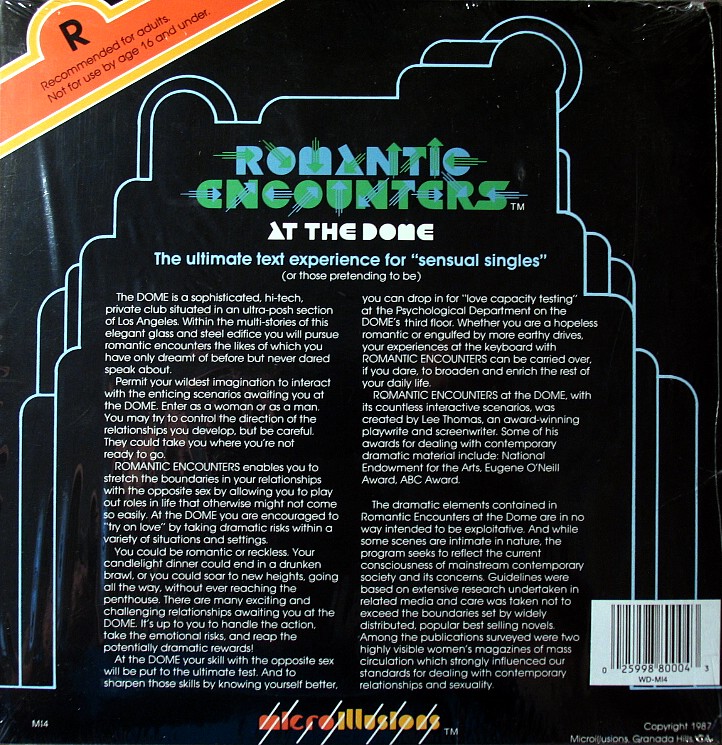 R
Recommended for adults.
Not for use by age 16 and under.
ROMANTIC
ENCOUNTERS TM
AT THE DOME
The ultimate text experience for "sensual singles"
(or those pretending to be)
The DOME is a sophisticated, hi-tech,
private club situated in an ultra-posh section
of Los Angeles. Within the multi-stories of this
elegant glass and steel edifice you will pursue
romantic encounters the likes of which you
have only dreamt of before but never dared
speak about.
Permit your wildest imagination to interact
with the enticing scenarios awaiting you at
the DOME. Enter as a woman or as a man.
You may try to control the direction of the
relationships you develop, but be careful.
They could take you where you're not
ready to go.
ROMANTIC ENCOUNTERS enables you to
stretch the boundaries in your relationships
with the opposite sex by allowing you to play
out roles in life that otherwise might not come
so easily. At the DOME you are encouraged to
"try on love" by taking dramatic risks within a
variety of situations and settings.
You could be romantic or reckless. Your
candlelight dinner could end in a drunken
brawl, or you could soar to new heights, going
all the way, without ever reaching the
penthouse. There are many exciting and
challenging relationships awaiting you at the
DOME. It's up to you to handle the action,
take the emotional risks, and reap the
potentially dramatic rewards!
At the DOME your skill with the opposite sex
will be put to the ultimate test. And to
sharpen those skills by knowing yourself better,
you can drop in for "love capacity testing"
at the Psychological Department on the
DOME's third floor. Whether you are a hopeless
romantic or engulfed by more earthy drives,
your experiences at the keyboard with
ROMANTIC ENCOUNTERS can be carried over,
if you dare, to broaden and enrich the rest of
your daily life.
ROMANTIC ENCOUNTERS at the DOME, with
its countless interactive scenarios, was
created by Lee Thomas, an award-winning
playwrite and screenwriter. Some of his
awards for dealing with contemporary
dramatic material include: National
Endowment for the Arts, Eugene O'Neill
Award, ABC Award.
The dramatic elements contained in
Romantic Encounters at the Dome are in no
way intended to be exploitative. And while
some scenes are intimate in nature, the
program seeks to reflect the current
consciousness of mainstream contemporary
society and its concerns. Guidelines were
based on extensive research undertaken in
related media and care was taken not to
exceed the boundaries set by widely
distributed, popular best selling novels.
Among the publications surveyed were two
highly visible women's magazines of mass
circulation which strongly influenced our
standards for dealing with contemporary
relationships and sexuality.
0 25998 80004 3
WD-MI4
MI4
microillusions TM
Copyright 1987
Microillusions, Granada Hills, CA